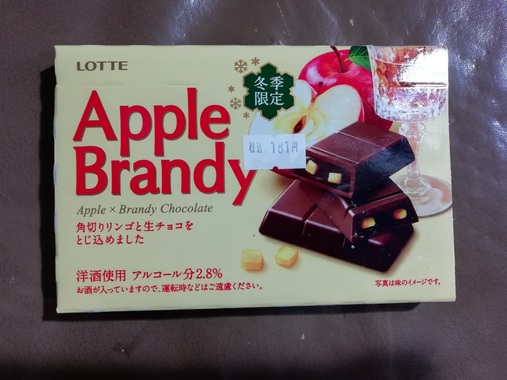 LOTTE
冬季
限定
Apple
Brandy
181円
Apple × Brandy Chocolate
角切りリンゴと生チョコを
とじ込めました
洋酒使用 アルコール分2.8%
お酒が入っていますので、運転時などはご遠慮ください。
写真は味のイメージです。